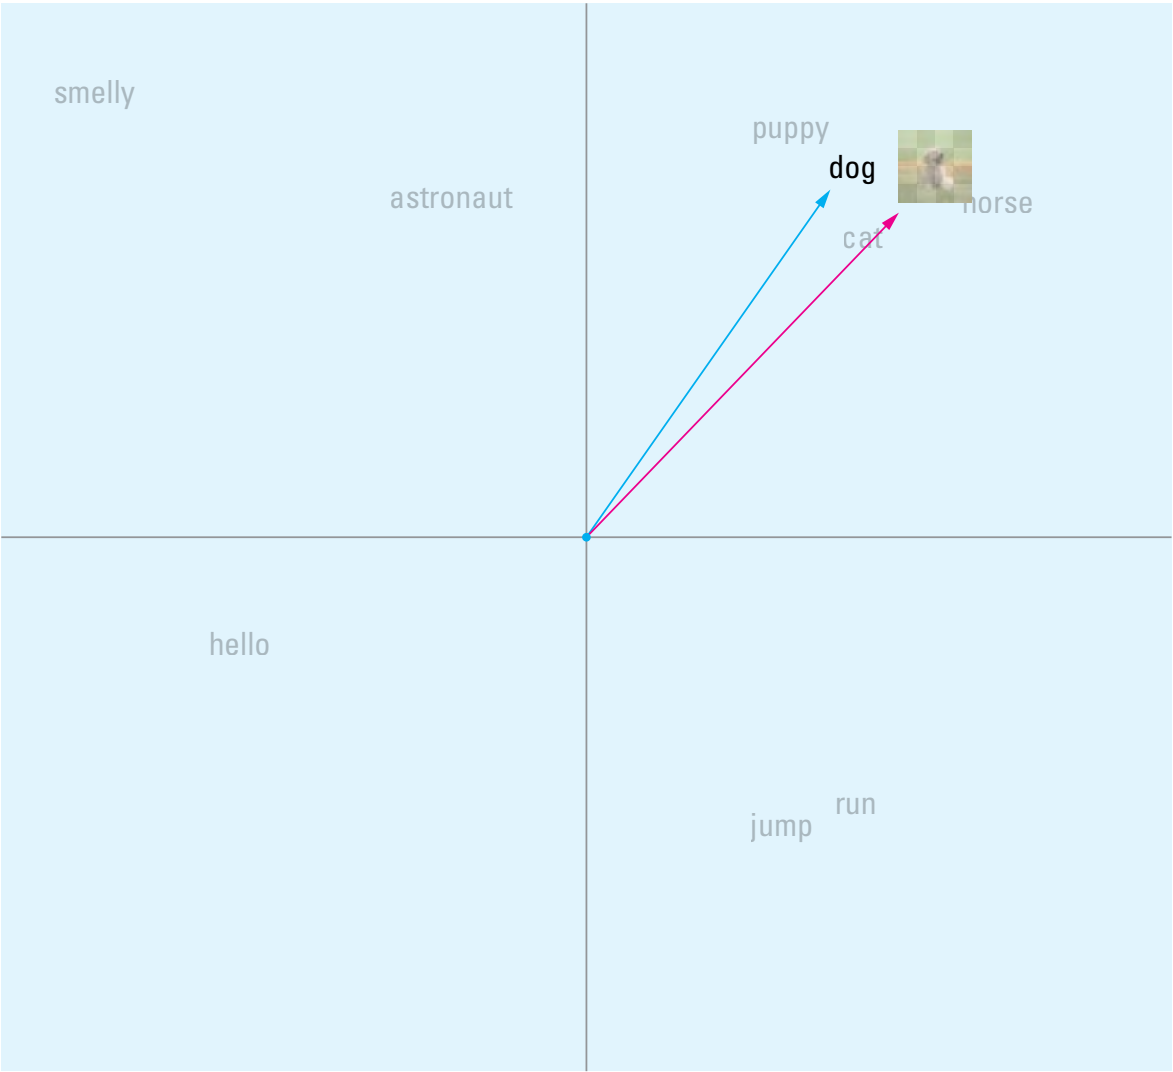 smelly
puppy
dog
astronaut
horse
cat
hello
run
jump